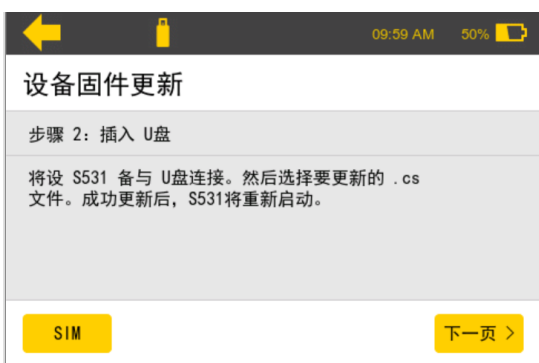 09:59 AM 50%
设备固件更新
步骤 2: 插入 U盘
将设 S531 备与 U盘连接。然后选择要更新的 .cs
文件。成功更新后, S531将重新启动。
SIM 下一页 >